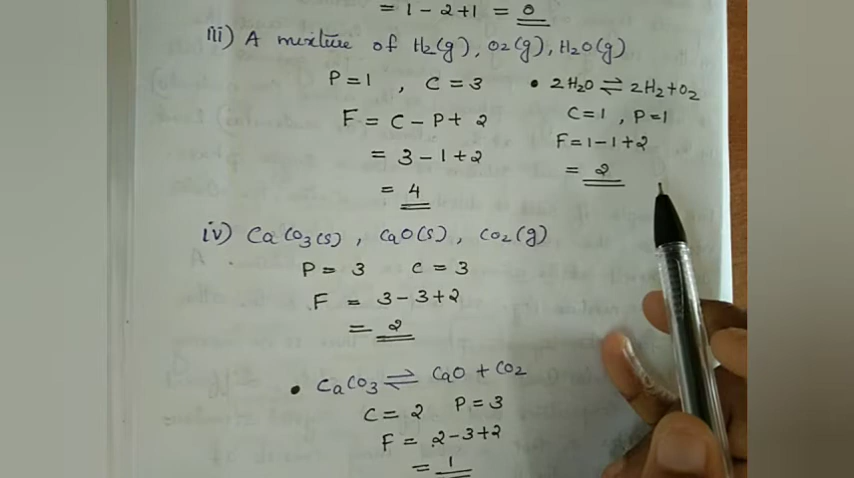 = 1 - 2 + 1 = 0
iii) A mixture of H2(g), O2(g), H2O(g)
P = 1 , C = 3
F = C - P + 2
= 3 - 1 + 2
= 4
• 2H2O ⇌ 2H2 + O2
C = 1 , P = 1
F = 1 - 1 + 2
= 2
iv) CaCO3(s) , CaO(s) , CO2(g)
P = 3 C = 3
F = 3 - 3 + 2
= 2
• CaCO3 ⇌ CaO + CO2
C = 2 P = 3
F = 2 - 3 + 2
= 1